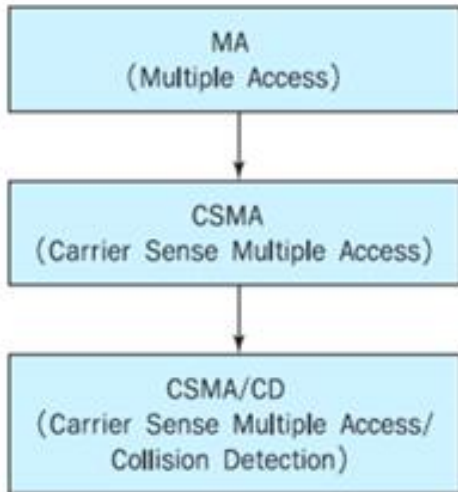 MA
(Multiple Access)
CSMA
(Carrier Sense Multiple Access)
CSMA/CD
(Carrier Sense Multiple Access/
Collision Detection)